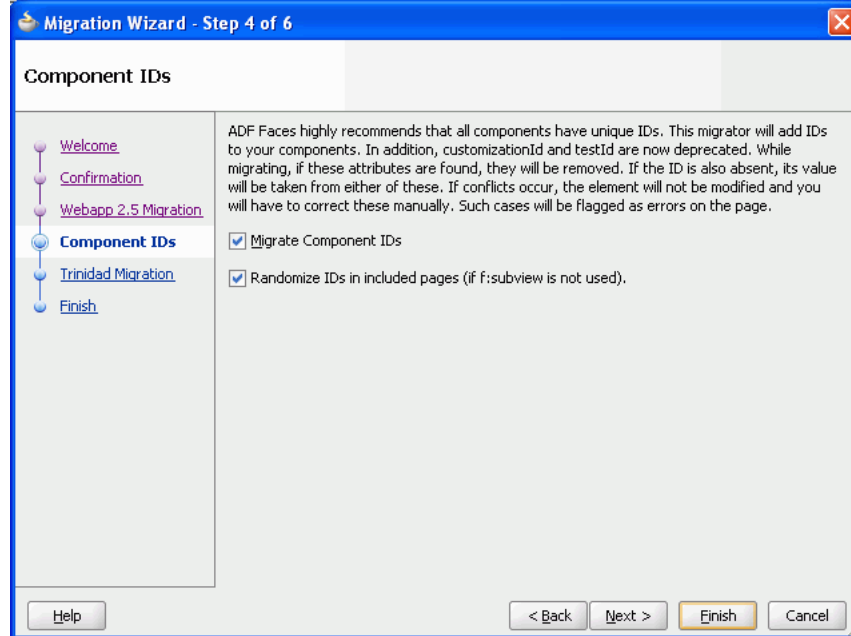 Migration Wizard - Step 4 of 6
Component IDs
Welcome
Confirmation
Webapp 2.5 Migration
Component IDs
Trinidad Migration
Finish
ADF Faces highly recommends that all components have unique IDs. This migrator will add IDs
to your components. In addition, customizationId and testId are now deprecated. While
migrating, if these attributes are found, they will be removed. If the ID is also absent, its value
will be taken from either of these. If conflicts occur, the element will not be modified and you
will have to correct these manually. Such cases will be flagged as errors on the page.
Migrate Component IDs
Randomize IDs in included pages (if f:subview is not used).
Help
< Back
Next >
Finish
Cancel